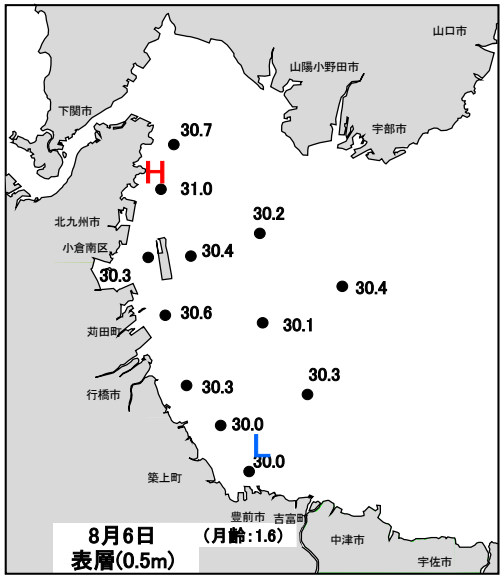 山口市
山陽小野田市
下関市
宇部市
30.7
H
31.0
30.2
北九州市
小倉南区
30.4
30.3
30.4
30.6
30.1
苅田町
30.3
30.3
行橋市
30.0
L
30.0
築上町
豊前市 吉富町
8月6日 (月齢:1.6)
中津市
表層(0.5m)
宇佐市